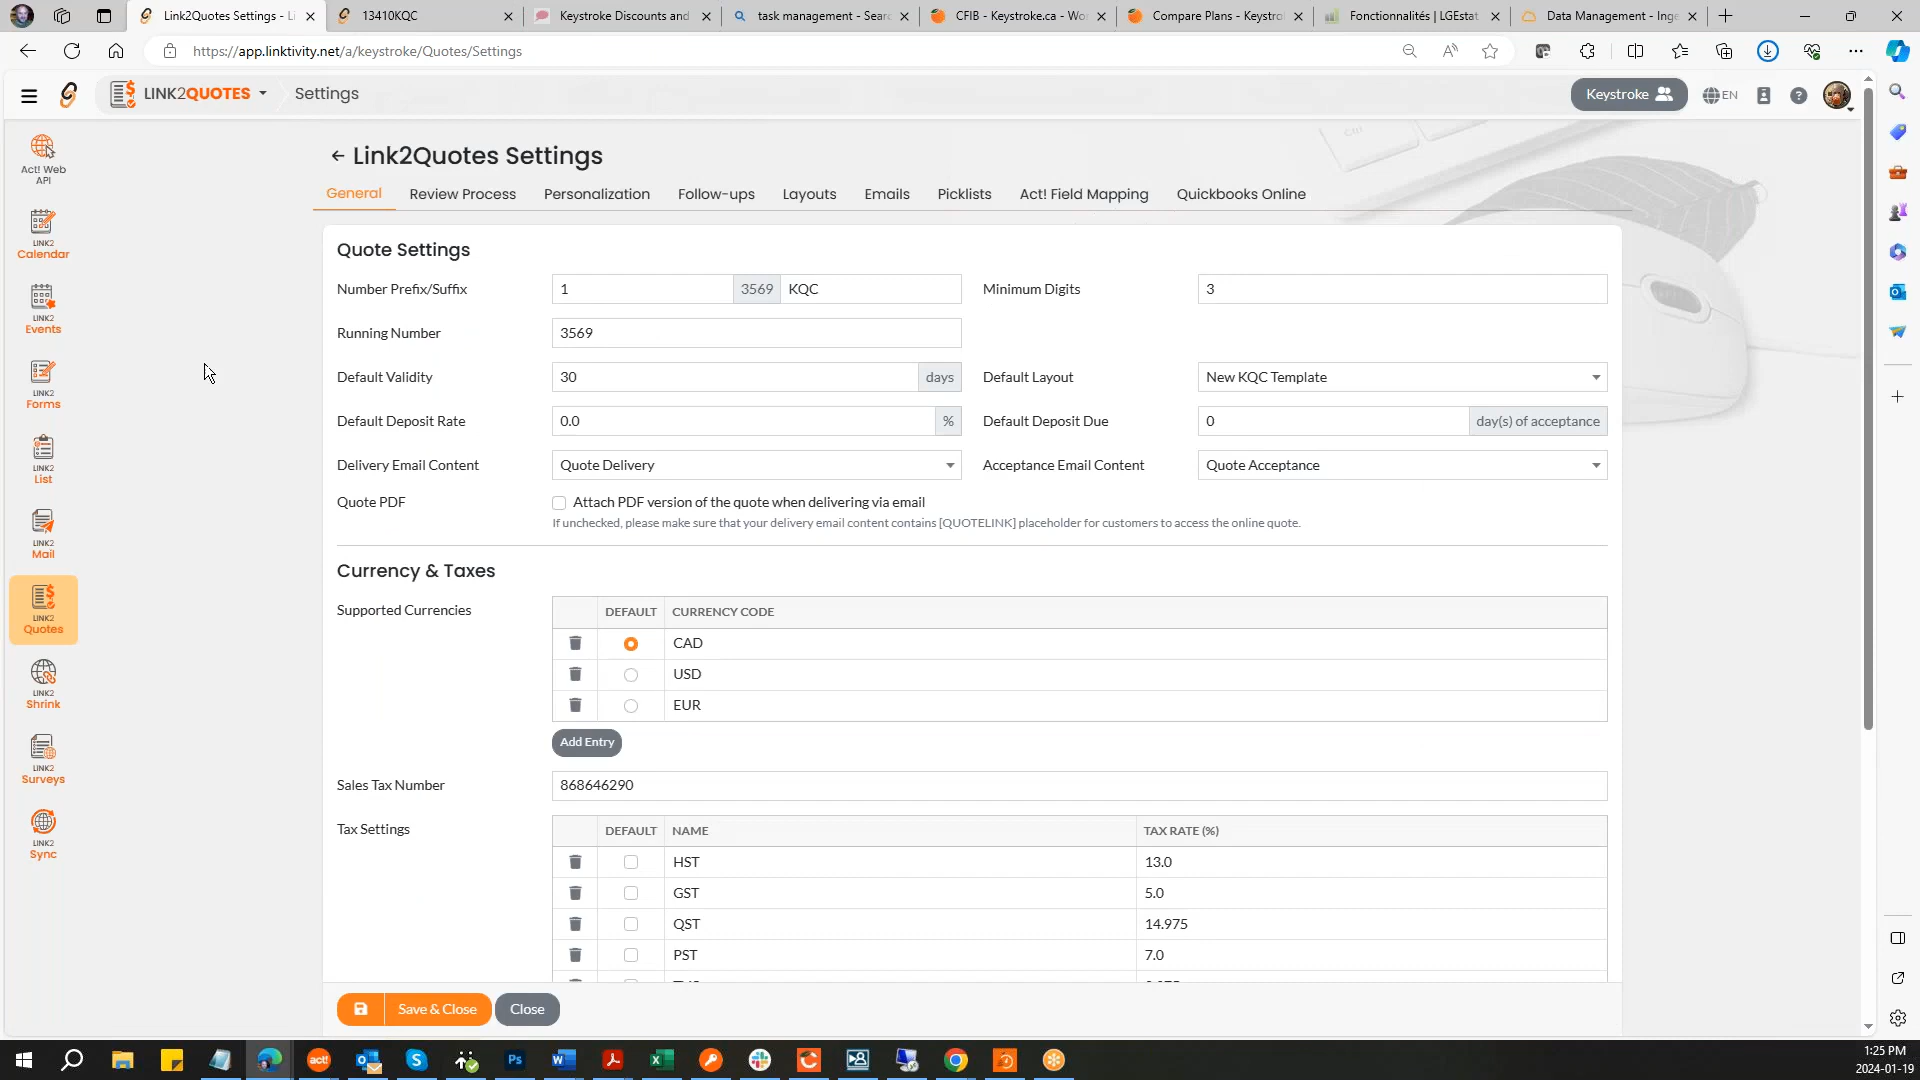 Link2Quotes Settings - Li
13410KQC
Keystroke Discounts and
task management - Sear
CFIB - Keystroke.ca - Wo
Compare Plans - Keystro
Fonctionnalités | LGEstat
Data Management - Inge
https://app.linktivity.net/a/keystroke/Quotes/Settings
LINK2QUOTES
Settings
Keystroke
EN
Act! Web
API
LINK2
Calendar
LINK2
Events
LINK2
Forms
LINK2
List
LINK2
Mail
LINK2
Quotes
LINK2
Shrink
LINK2
Surveys
LINK2
Sync
Ctrl
← Link2Quotes Settings
General Review Process Personalization Follow-ups Layouts Emails Picklists Act! Field Mapping Quickbooks Online
Quote Settings
Number Prefix/Suffix 1 3569 KQC Minimum Digits 3
Running Number 3569
Default Validity 30 days Default Layout New KQC Template
Default Deposit Rate 0.0 % Default Deposit Due 0 day(s) of acceptance
Delivery Email Content Quote Delivery Acceptance Email Content Quote Acceptance
Quote PDF Attach PDF version of the quote when delivering via email
If unchecked, please make sure that your delivery email content contains [QUOTELINK] placeholder for customers to access the online quote.
Currency & Taxes
Supported Currencies DEFAULT CURRENCY CODE
CAD
USD
EUR
Add Entry
Sales Tax Number 868646290
Tax Settings DEFAULT NAME TAX RATE (%)
HST 13.0
GST 5.0
QST 14.975
PST 7.0
Save & Close Close
1:25 PM
2024-01-19